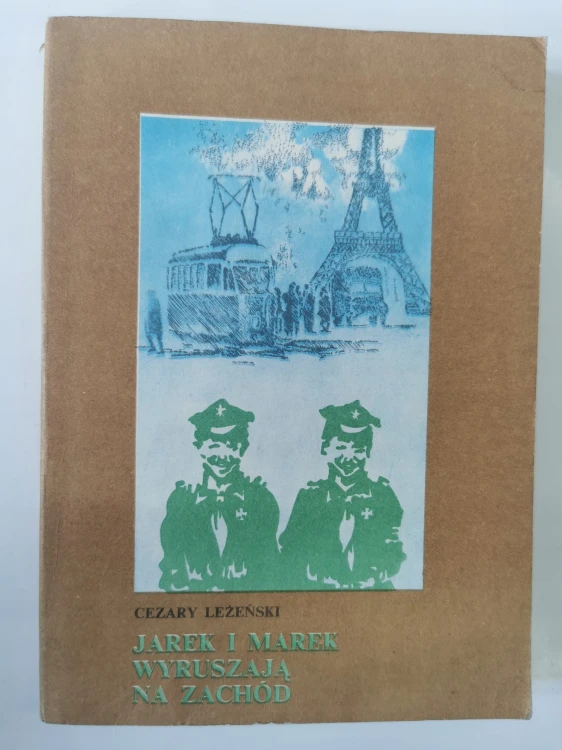 CEZARY LEŻEŃSKI
JAREK I MAREK
WYRUSZAJĄ
NA ZACHÓD